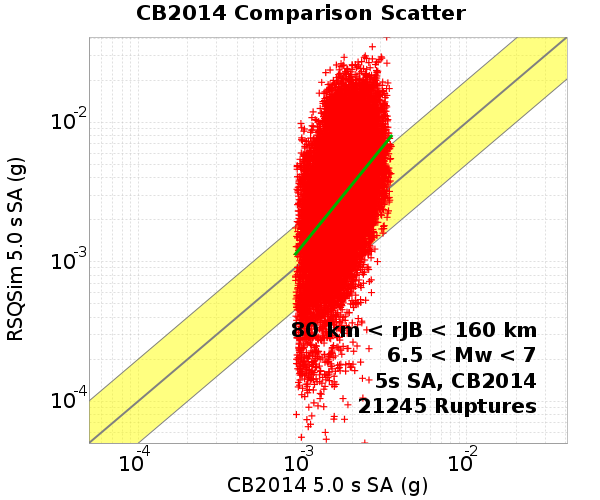 CB2014 Comparison Scatter
RSQSim 5.0 s SA (g)
10-2
10-3
10-4
80 km < rJB < 160 km
6.5 < Mw < 7
5s SA, CB2014
21245 Ruptures
10-4 10-3 10-2
CB2014 5.0 s SA (g)